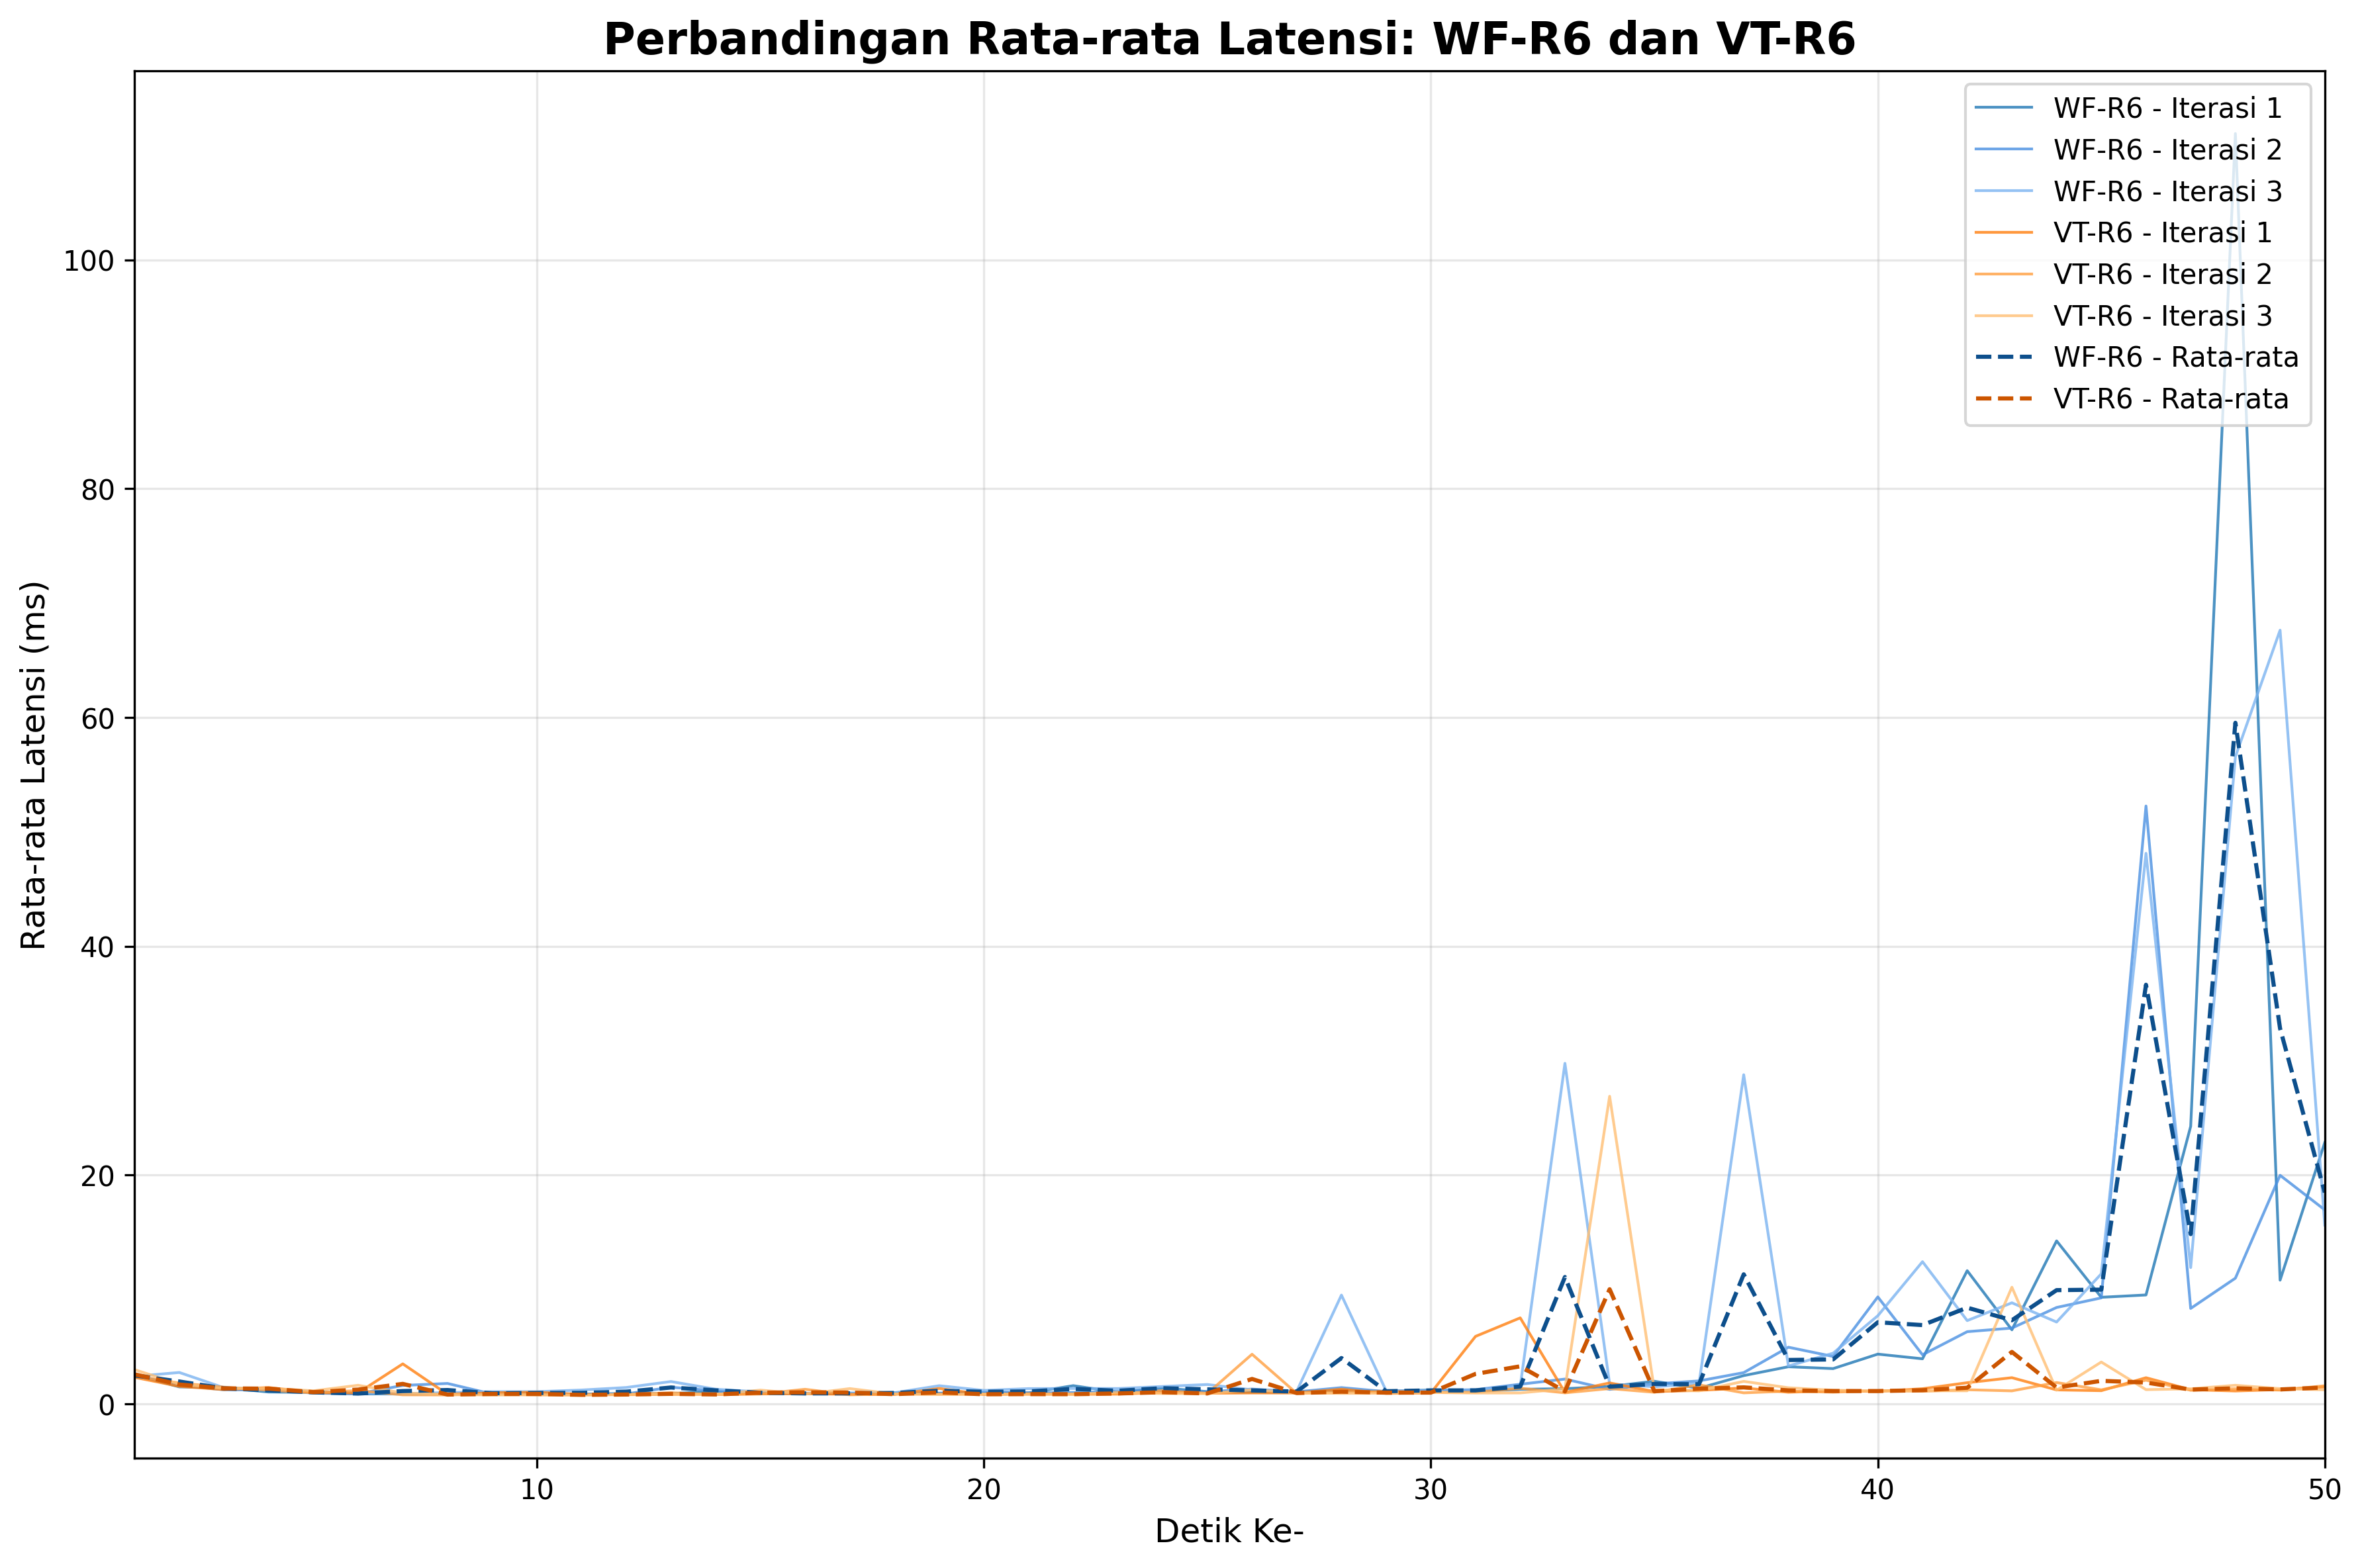 Perbandingan Rata-rata Latensi: WF-R6 dan VT-R6
WF-R6 - Iterasi 1
WF-R6 - Iterasi 2
WF-R6 - Iterasi 3
VT-R6 - Iterasi 1
VT-R6 - Iterasi 2
VT-R6 - Iterasi 3
WF-R6 - Rata-rata
VT-R6 - Rata-rata
Rata-rata Latensi (ms)
100
80
60
40
20
0
10 20 30 40 50
Detik Ke-